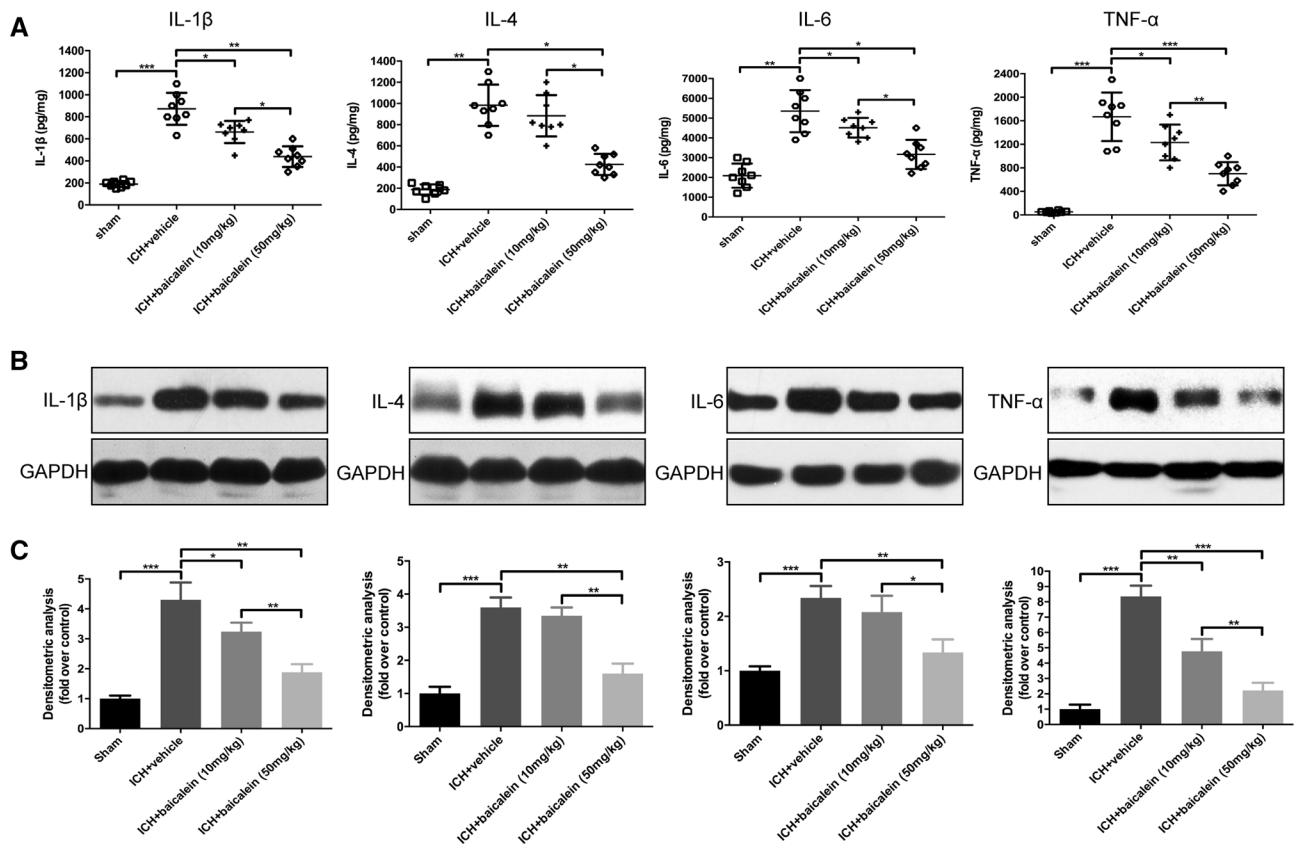 A
IL-1β
IL-1β (pg/mg)
1400
1200
1000
800
600
400
200
0
***
*
**
*
sham
ICH+vehicle
ICH+baicalein (10mg/kg)
ICH+baicalein (50mg/kg)
IL-4
IL-4 (pg/mg)
1400
1200
1000
800
600
400
200
0
**
*
*
sham
ICH+vehicle
ICH+baicalein (10mg/kg)
ICH+baicalein (50mg/kg)
IL-6
IL-6 (pg/mg)
7000
6000
5000
4000
3000
2000
1000
0
**
*
*
*
sham
ICH+vehicle
ICH+baicalein (10mg/kg)
ICH+baicalein (50mg/kg)
TNF-α
TNF-α (pg/mg)
2400
2000
1600
1200
800
400
0
***
*
***
**
sham
ICH+vehicle
ICH+baicalein (10mg/kg)
ICH+baicalein (50mg/kg)
B
IL-1β
GAPDH
IL-4
GAPDH
IL-6
GAPDH
TNF-α
GAPDH
C
Densitometric analysis
(fold over control)
5
4
3
2
1
0
***
*
**
**
Sham
ICH+vehicle
ICH+baicalein (10mg/kg)
ICH+baicalein (50mg/kg)
Densitometric analysis
(fold over control)
5
4
3
2
1
0
***
**
**
Sham
ICH+vehicle
ICH+baicalein (10mg/kg)
ICH+baicalein (50mg/kg)
Densitometric analysis
(fold over control)
3
2
1
0
***
**
*
Sham
ICH+vehicle
ICH+baicalein (10mg/kg)
ICH+baicalein (50mg/kg)
Densitometric analysis
(fold over control)
10
9
8
7
6
5
4
3
2
1
0
***
**
***
**
Sham
ICH+vehicle
ICH+baicalein (10mg/kg)
ICH+baicalein (50mg/kg)